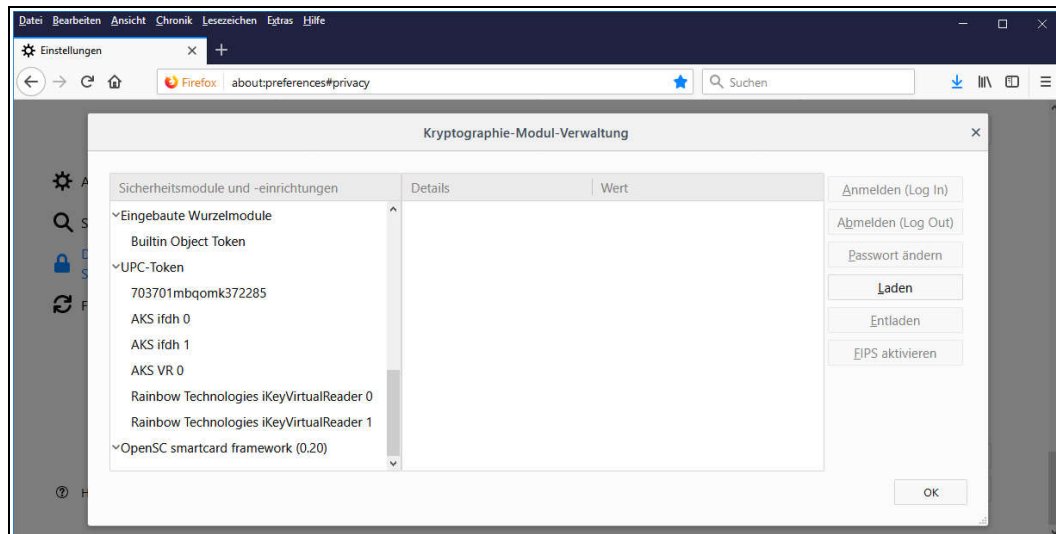 Datei Bearbeiten Ansicht Chronik Lesezeichen Extras Hilfe
Einstellungen
Firefox about:preferences#privacy Suchen
Kryptographie-Modul-Verwaltung
Sicherheitsmodule und -einrichtungen Details Wert Anmelden (Log In)
Eingebaute Wurzelmodule
Builtin Object Token Abmelden (Log Out)
UPC-Token Passwort ändern
703701mbqomk372285 Laden
AKS ifdh 0 Entladen
AKS ifdh 1 FIPS aktivieren
AKS VR 0
Rainbow Technologies iKeyVirtualReader 0
Rainbow Technologies iKeyVirtualReader 1
OpenSC smartcard framework (0.20)
OK